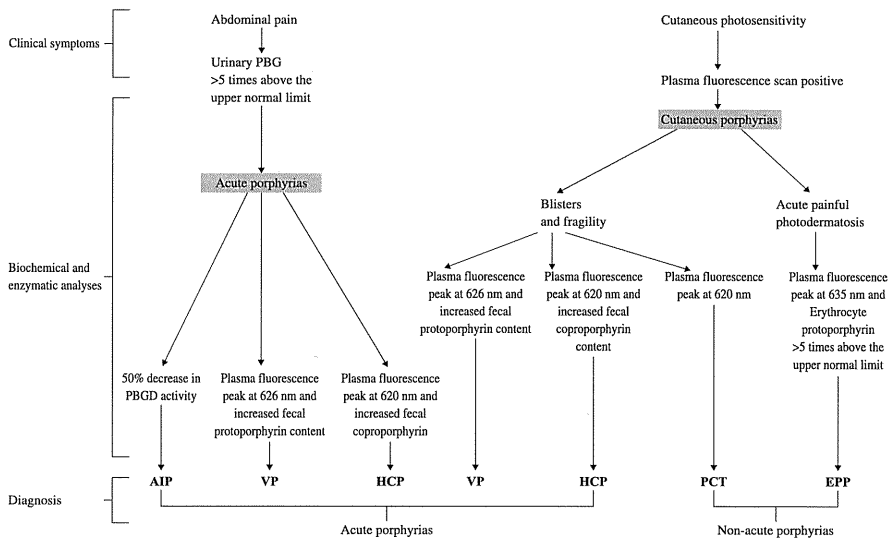 Clinical symptoms
Abdominal pain
Urinary PBG
>5 times above the
upper normal limit
Cutaneous photosensitivity
Plasma fluorescence scan positive
Biochemical and
enzymatic analyses
Acute porphyrias
Cutaneous porphyrias
Blisters
and fragility
Acute painful
photodermatosis
50% decrease in
PBGD activity
Plasma fluorescence
peak at 626 nm and
increased fecal
protoporphyrin content
Plasma fluorescence
peak at 620 nm and
increased fecal
coproporphyrin
Plasma fluorescence
peak at 626 nm and
increased fecal
protoporphyrin content
Plasma fluorescence
peak at 620 nm and
increased fecal
coproporphyrin
content
Plasma fluorescence
peak at 620 nm
Plasma fluorescence
peak at 635 nm and
Erythrocyte
protoporphyrin
>5 times above the
upper normal limit
Diagnosis
AIP
VP
HCP
VP
HCP
PCT
EPP
Acute porphyrias
Non-acute porphyrias